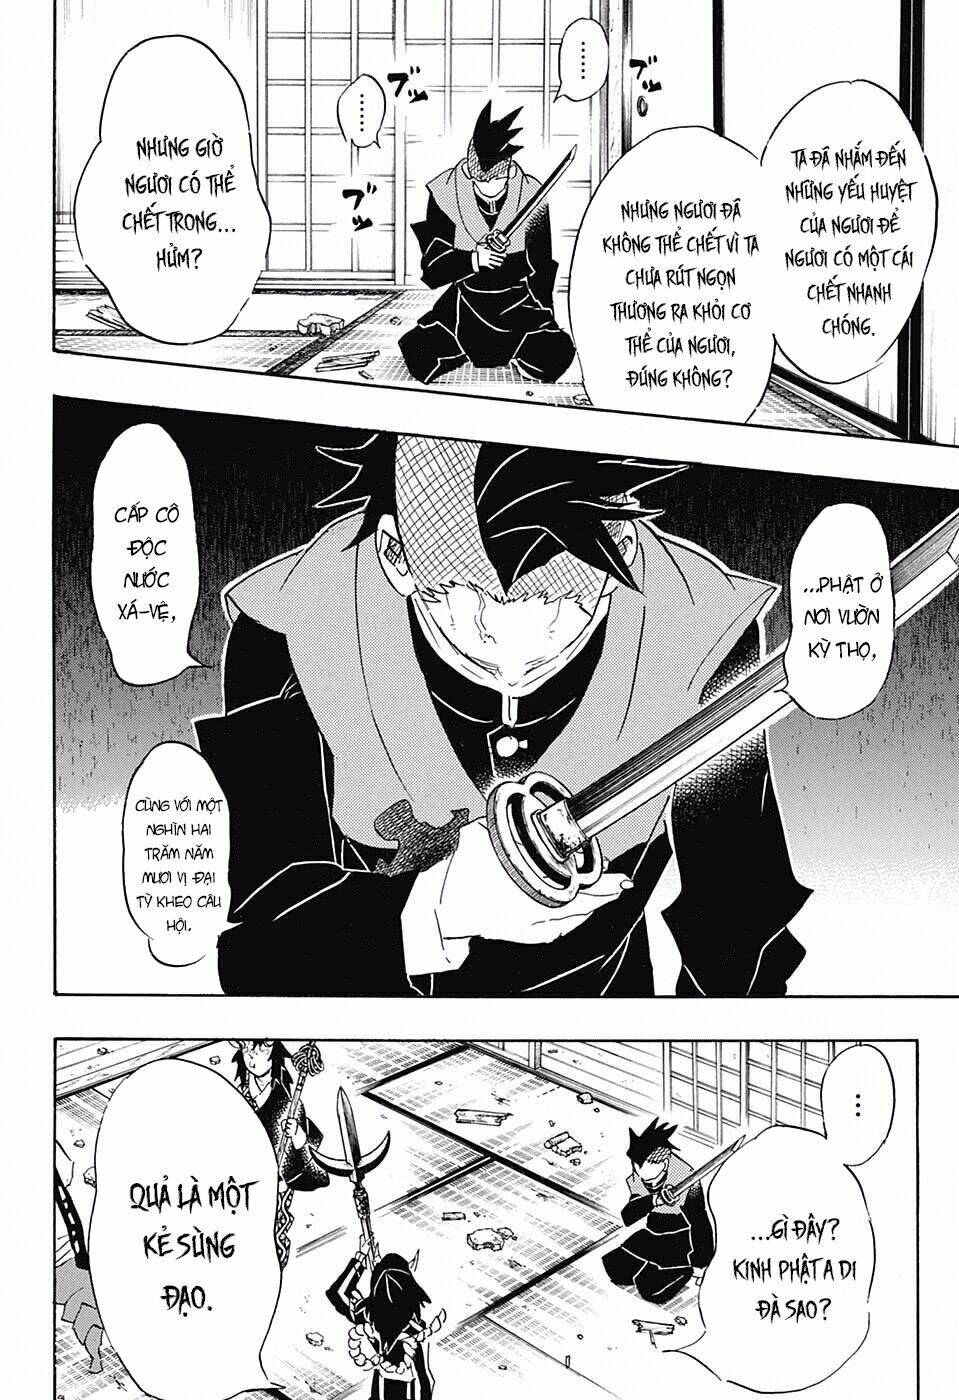 TA ĐÃ NHẮM ĐẾN
NHỮNG YẾU HUYỆT
CỦA NGƯƠI ĐỂ
NGƯƠI CÓ MỘT CÁI
CHẾT NHANH
CHÓNG.
NHƯNG NGƯƠI ĐÃ
KHÔNG THỂ CHẾT VÌ TA
CHƯA RÚT NGỌN
THƯƠNG RA KHỎI CƠ
THỂ CỦA NGƯƠI,
ĐÚNG KHÔNG?
......
ブツ
ブツ
......
ブツ
NHƯNG GIỜ
NGƯƠI CÓ THỂ
CHẾT TRONG...
HỬM?
...PHẬT Ở
NƠI VƯỜN
KỲ THỌ,
CẤP CÔ
ĐỘC
NƯỚC
XÁ-VỆ,
CÙNG VỚI MỘT
NGHÌN HAI
TRĂM NĂM
MƯƠI VỊ ĐẠI
TỲ KHEO CÂU
HỘI.
...
...GÌ ĐÂY?
KINH PHẬT A DI
ĐÀ SAO?
QUẢ LÀ MỘT
KẺ SÙNG
ĐẠO.